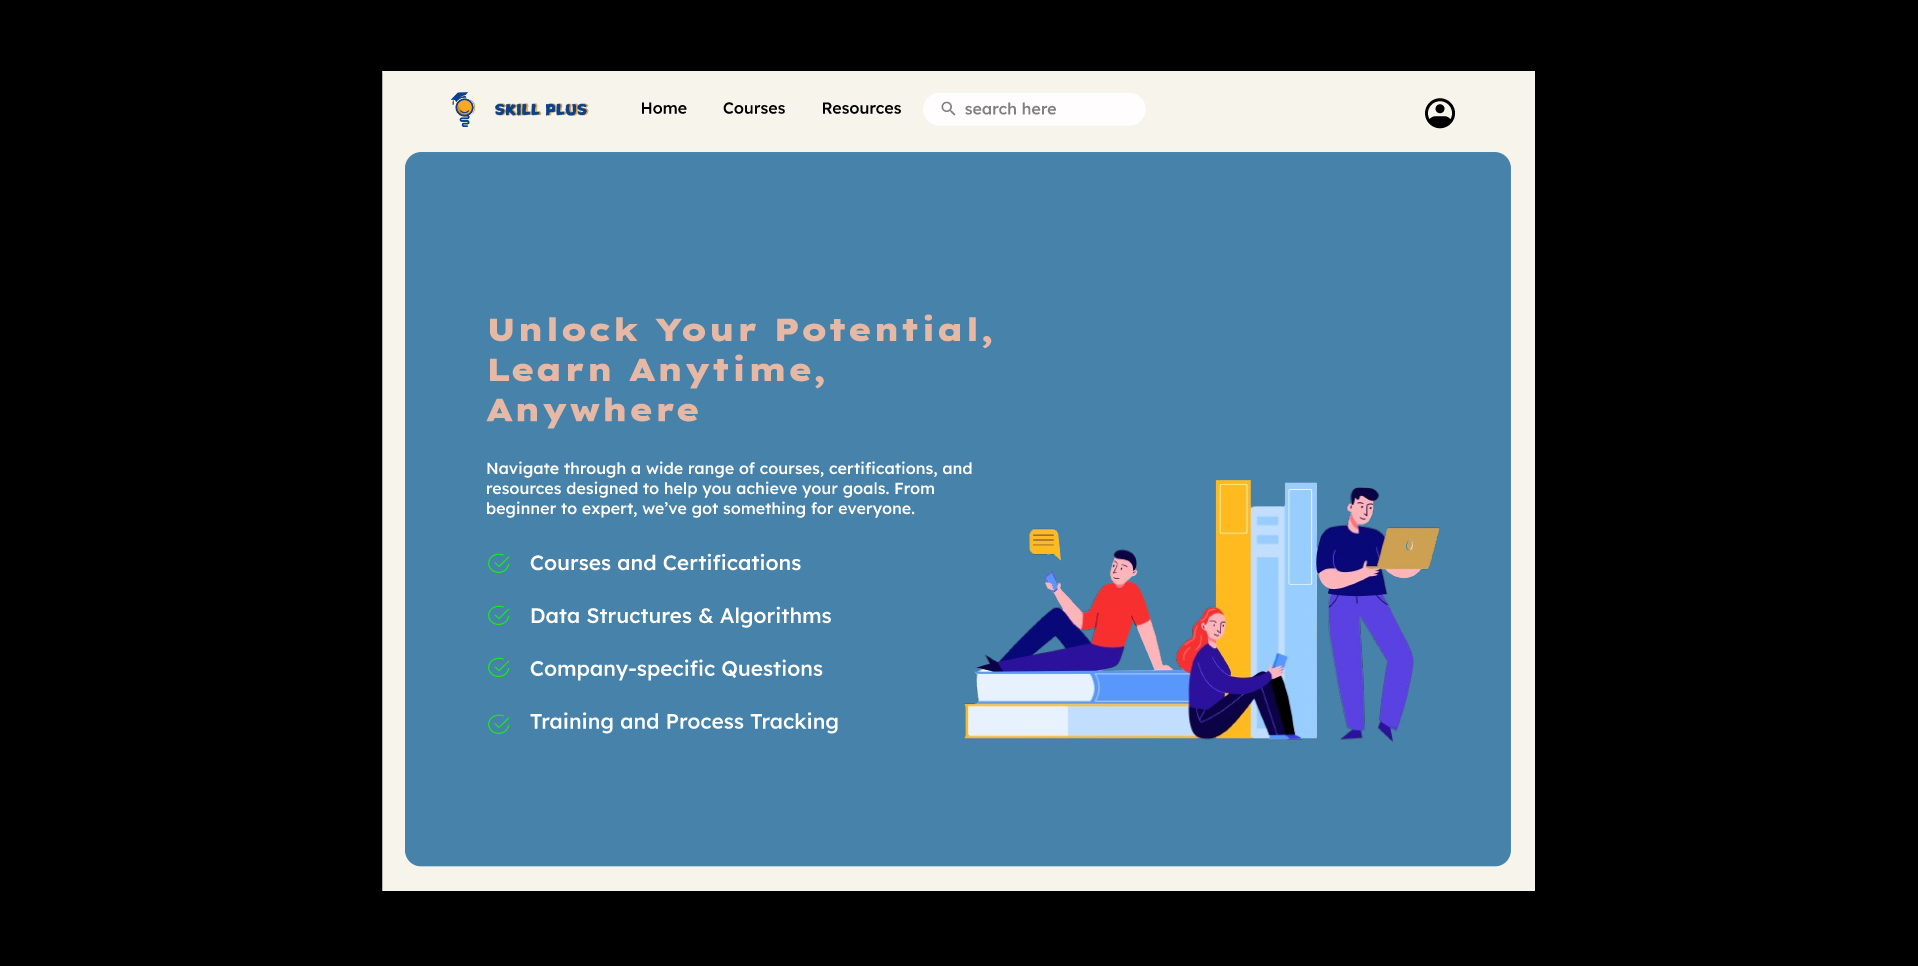 SKILL PLUS
Home
Courses
Resources
search here
Unlock Your Potential,
Learn Anytime,
Anywhere
Navigate through a wide range of courses, certifications, and
resources designed to help you achieve your goals. From
beginner to expert, we’ve got something for everyone.
Courses and Certifications
Data Structures & Algorithms
Company-specific Questions
Training and Process Tracking